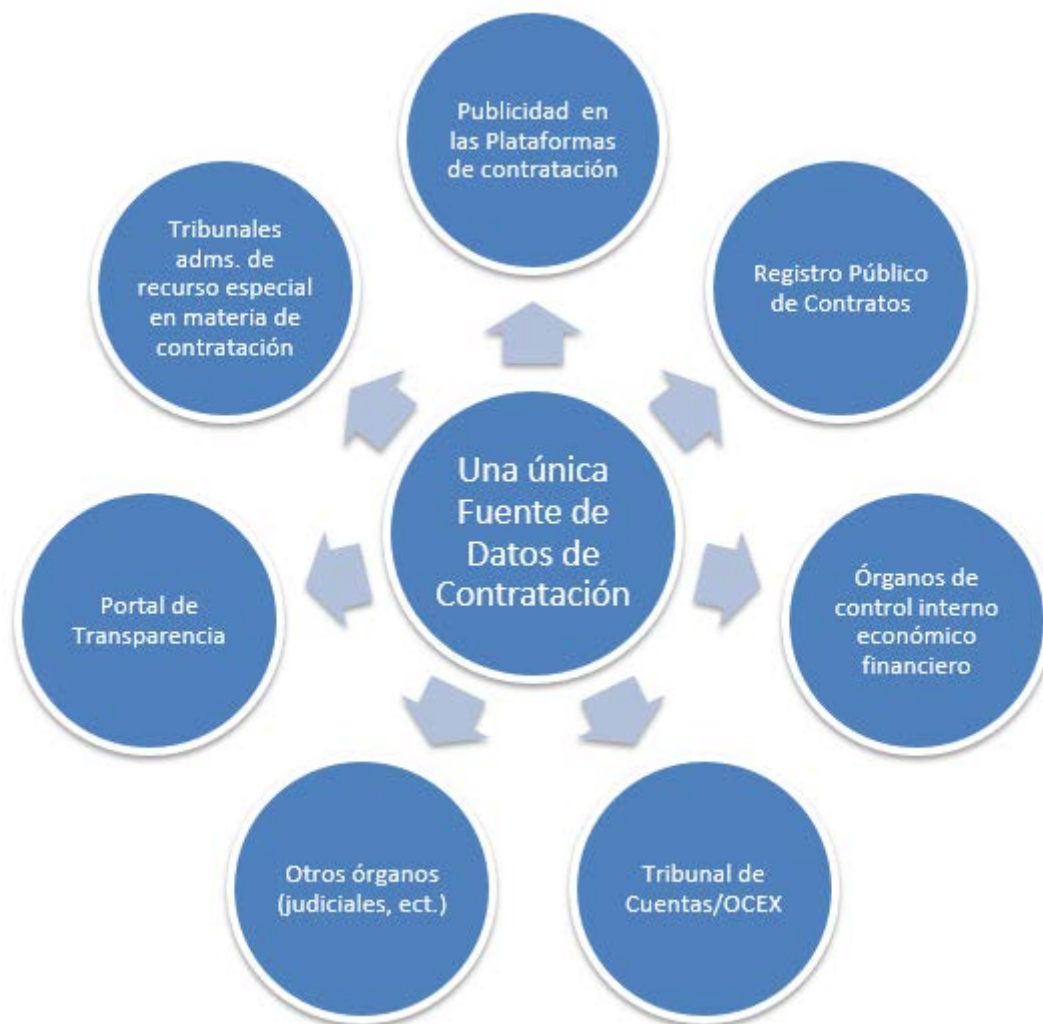 Publicidad en
las Plataformas
de contratación
Tribunales
adms. de
recurso especial
en materia de
contratación
Registro Público
de Contratos
Una única
Fuente de
Datos de
Contratación
Portal de
Transparencia
Órganos de
control interno
económico
financiero
Otros órganos
(judiciales, ect.)
Tribunal de
Cuentas/OCEX